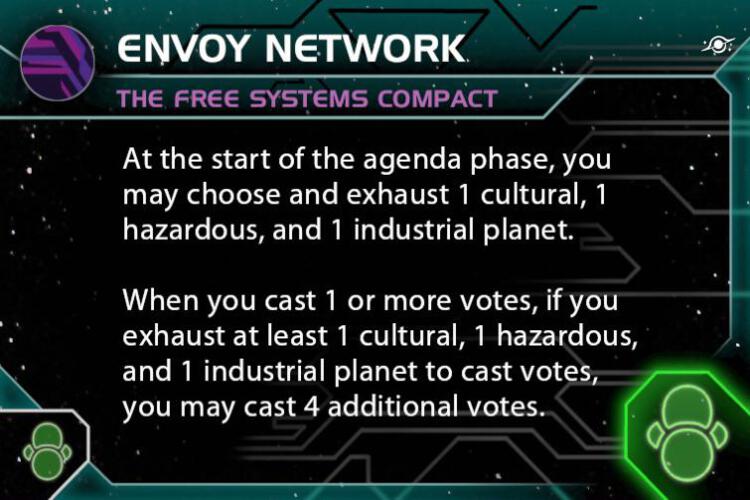 ENVOY NETWORK
THE FREE SYSTEMS COMPACT
At the start of the agenda phase, you
may choose and exhaust 1 cultural, 1
hazardous, and 1 industrial planet.
When you cast 1 or more votes, if you
exhaust at least 1 cultural, 1 hazardous,
and 1 industrial planet to cast votes,
you may cast 4 additional votes.